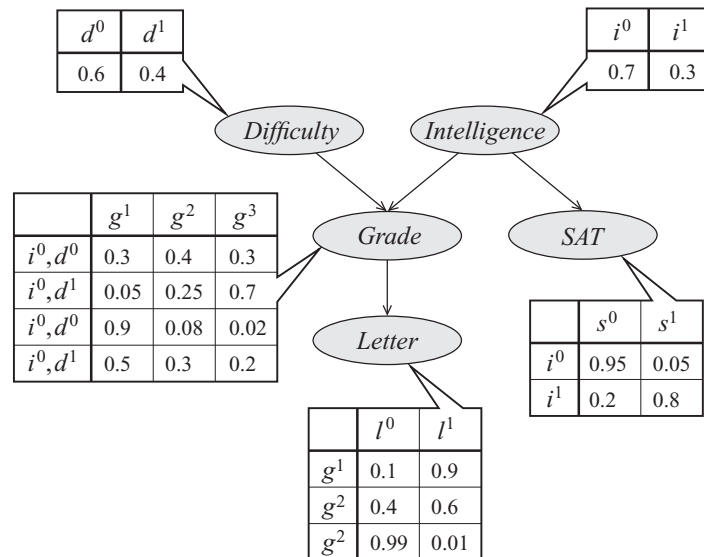 d⁰ d¹
0.6 0.4
i⁰ i¹
0.7 0.3
Difficulty
Intelligence
g¹ g² g³
i⁰,d⁰ 0.3 0.4 0.3
i⁰,d¹ 0.05 0.25 0.7
i⁰,d⁰ 0.9 0.08 0.02
i⁰,d¹ 0.5 0.3 0.2
Grade
SAT
Letter
s⁰ s¹
i⁰ 0.95 0.05
i¹ 0.2 0.8
l⁰ l¹
g¹ 0.1 0.9
g² 0.4 0.6
g² 0.99 0.01